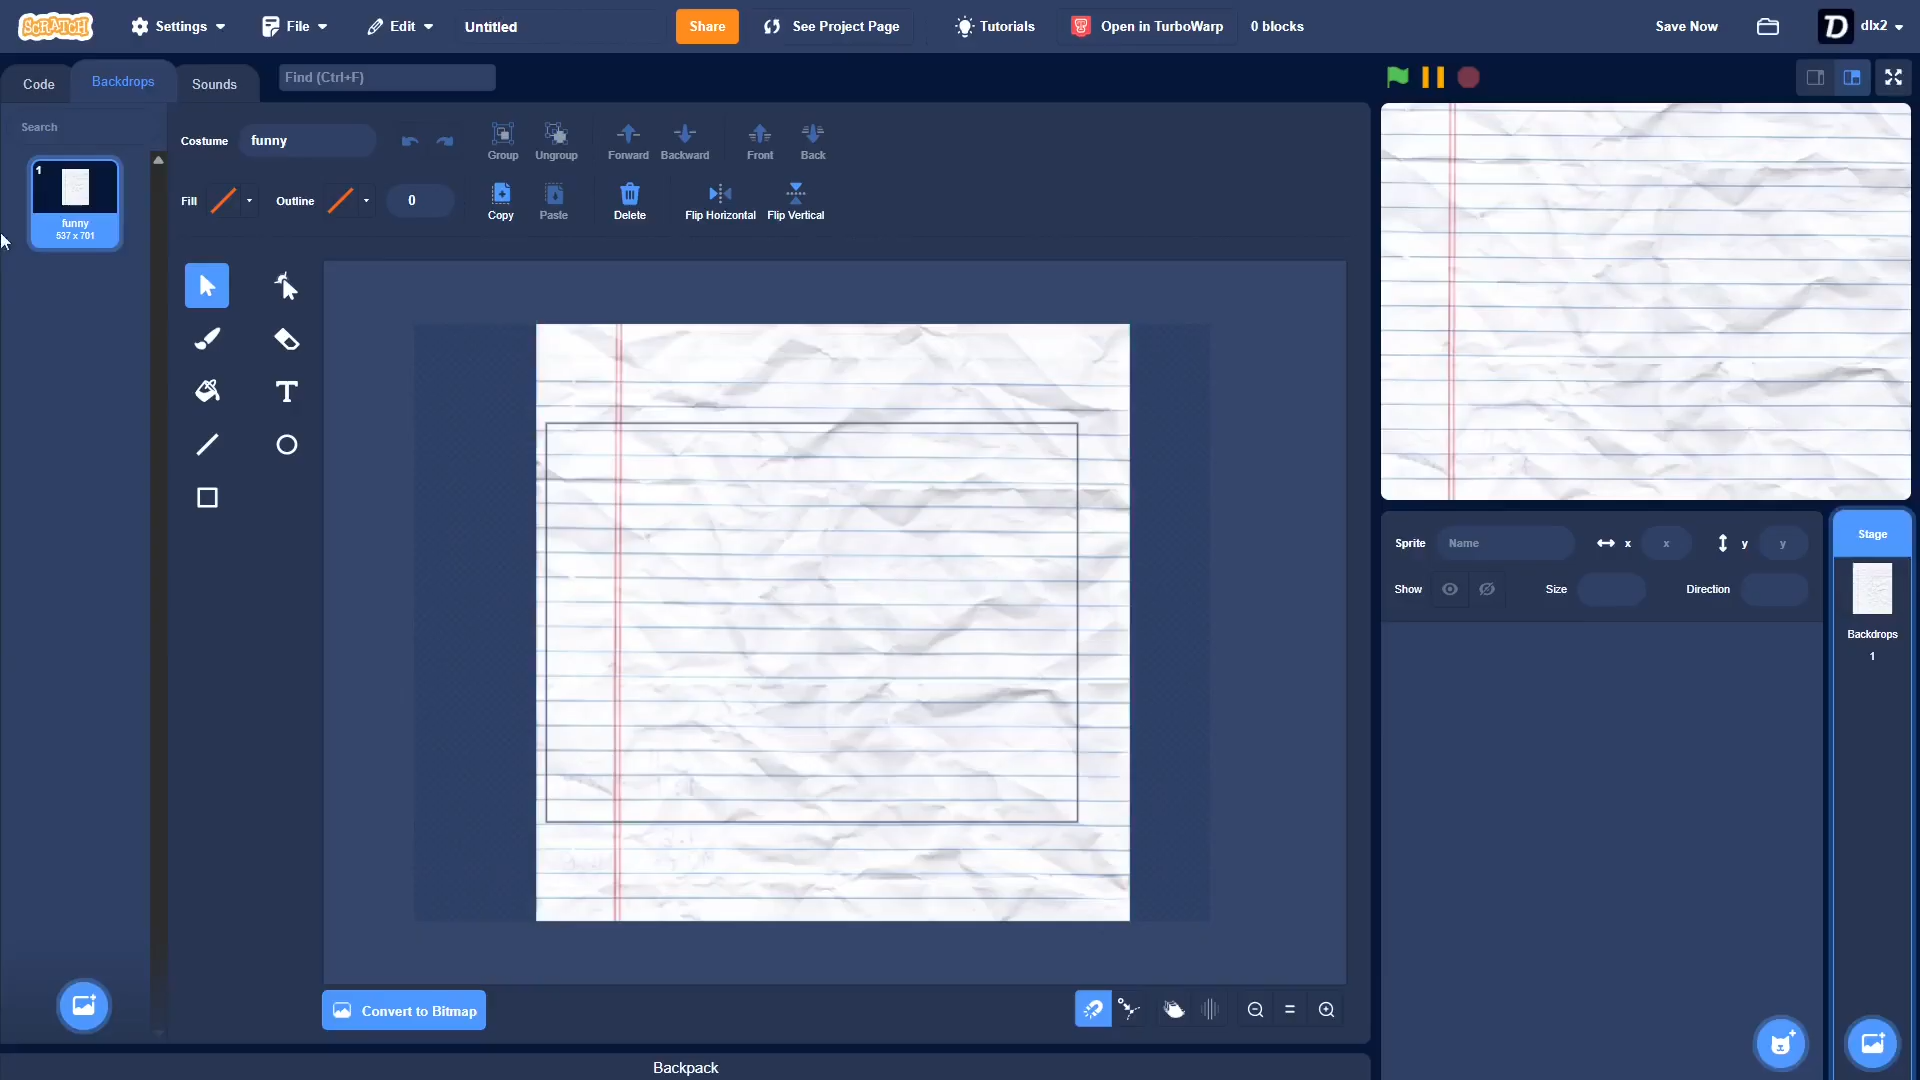 SCRATCH
Settings
File
Edit
Untitled
Share
See Project Page
Tutorials
Open in TurboWarp
0 blocks
Save Now
D
dlx2
Code
Backdrops
Sounds
Find (Ctrl+F)
Search
Costume
funny
Group
Ungroup
Forward
Backward
Front
Back
Fill
Outline
0
Copy
Paste
Delete
Flip Horizontal
Flip Vertical
1
funny
537 x 701
T
Convert to Bitmap
Backpack
Sprite
Name
x
x
y
y
Show
Size
Direction
Stage
Backdrops
1